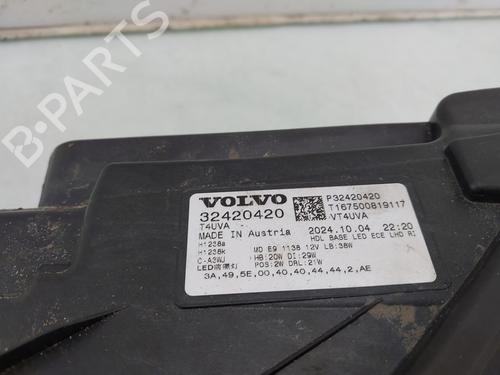 B-PARTS
VOLVO
32420420
T4UVA
MADE IN Austria
H1238a
H1238K
C-A3WJ
P32420420
T167500819117
VT4UVA
2024.10.04 22:20
HDL BASE LED ECE LHD RI
MD E9 1138 12V LB:38W
HB:20W DI:29W
POS:2W DRL:21W
3A,49,5E,00,40,40,44,44,2,AE